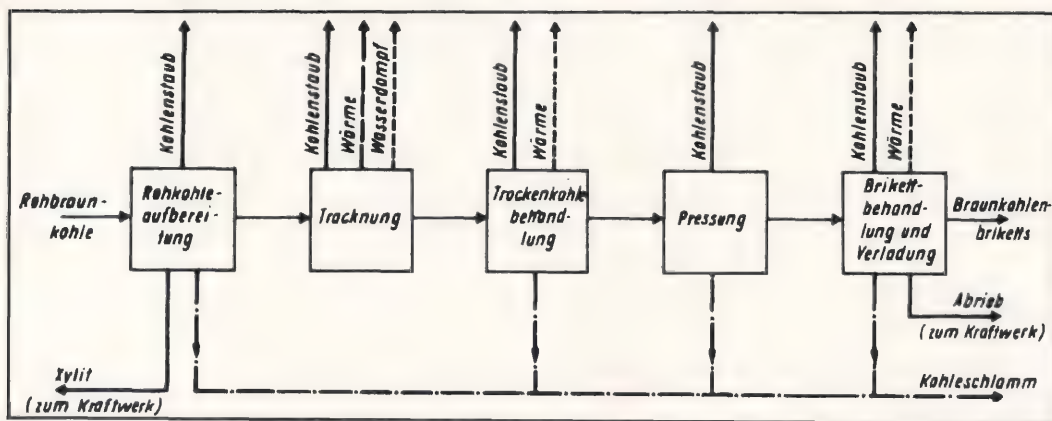 Kohlenstaub
Kohlenstaub
Wärme
Wasserdampf
Kohlenstaub
Wärme
Kohlenstaub
Kohlenstaub
Wärme
Rohbraun-
kohle
Rohkohle-
aufberei-
tung
Trocknung
Trockenkohle
behand-
lung
Pressung
Brikett-
behand-
lung und
Verladung
Braunkohlen-
briketts
Abrieb
(zum Kraftwerk)
Xylit
(zum Kraftwerk)
Kohleschlamm